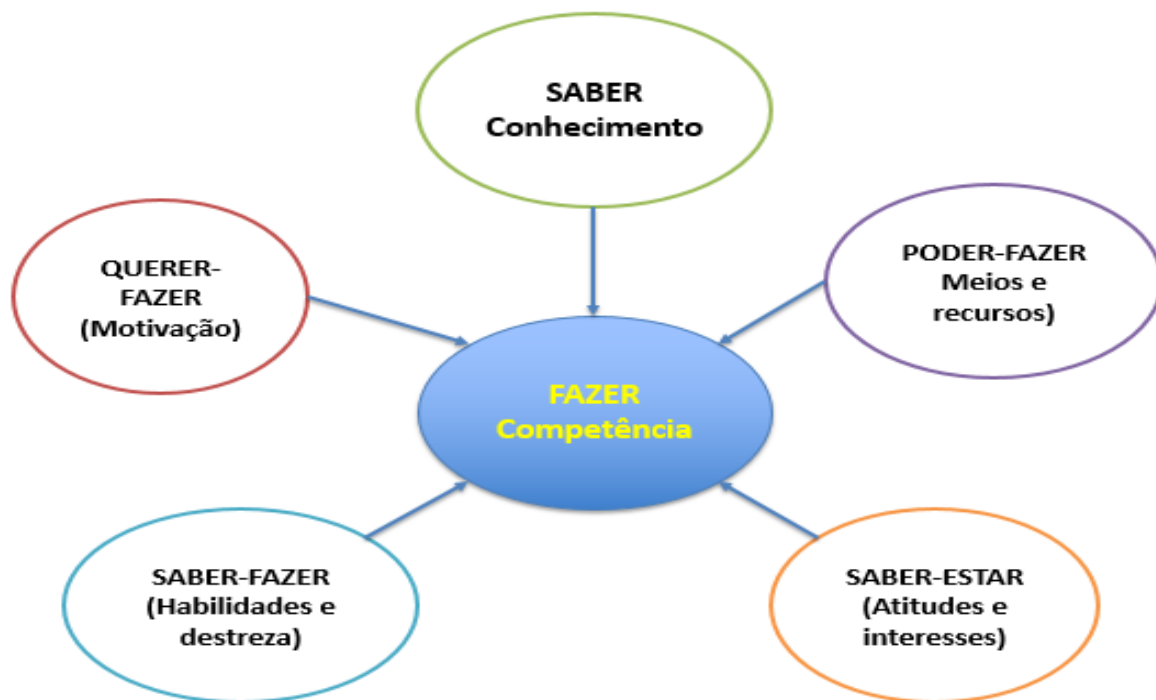 SABER
Conhecimento
QUERER-
FAZER
(Motivação)
PODER-FAZER
Meios e
recursos)
FAZER
Competência
SABER-FAZER
(Habilidades e
destreza)
SABER-ESTAR
(Atitudes e
interesses)